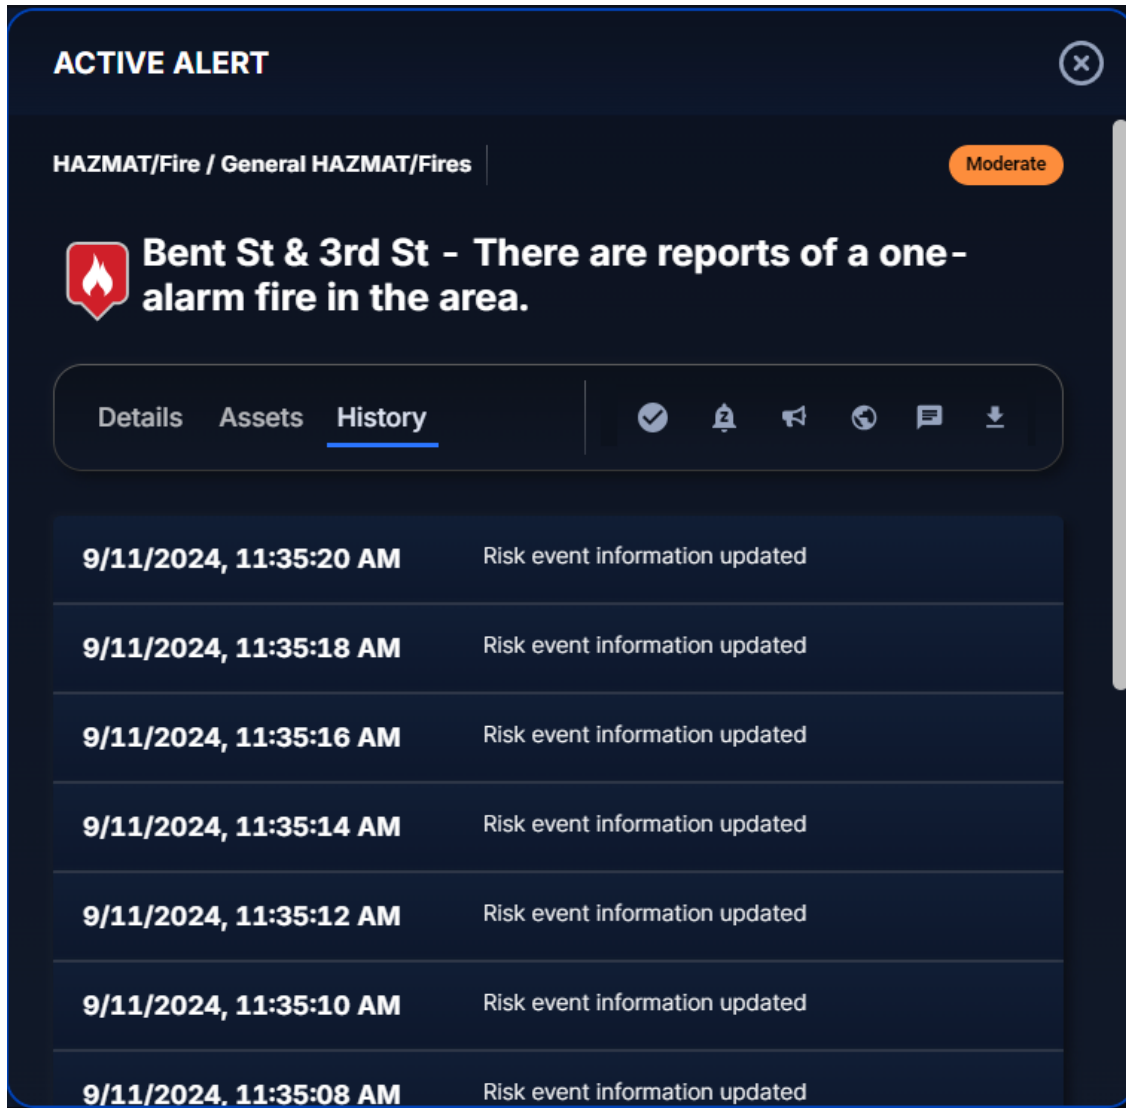 ACTIVE ALERT
HAZMAT/Fire / General HAZMAT/Fires
Moderate
Bent St & 3rd St - There are reports of a one-
alarm fire in the area.
Details Assets History
9/11/2024, 11:35:20 AM Risk event information updated
9/11/2024, 11:35:18 AM Risk event information updated
9/11/2024, 11:35:16 AM Risk event information updated
9/11/2024, 11:35:14 AM Risk event information updated
9/11/2024, 11:35:12 AM Risk event information updated
9/11/2024, 11:35:10 AM Risk event information updated
9/11/2024, 11:35:08 AM Risk event information updated